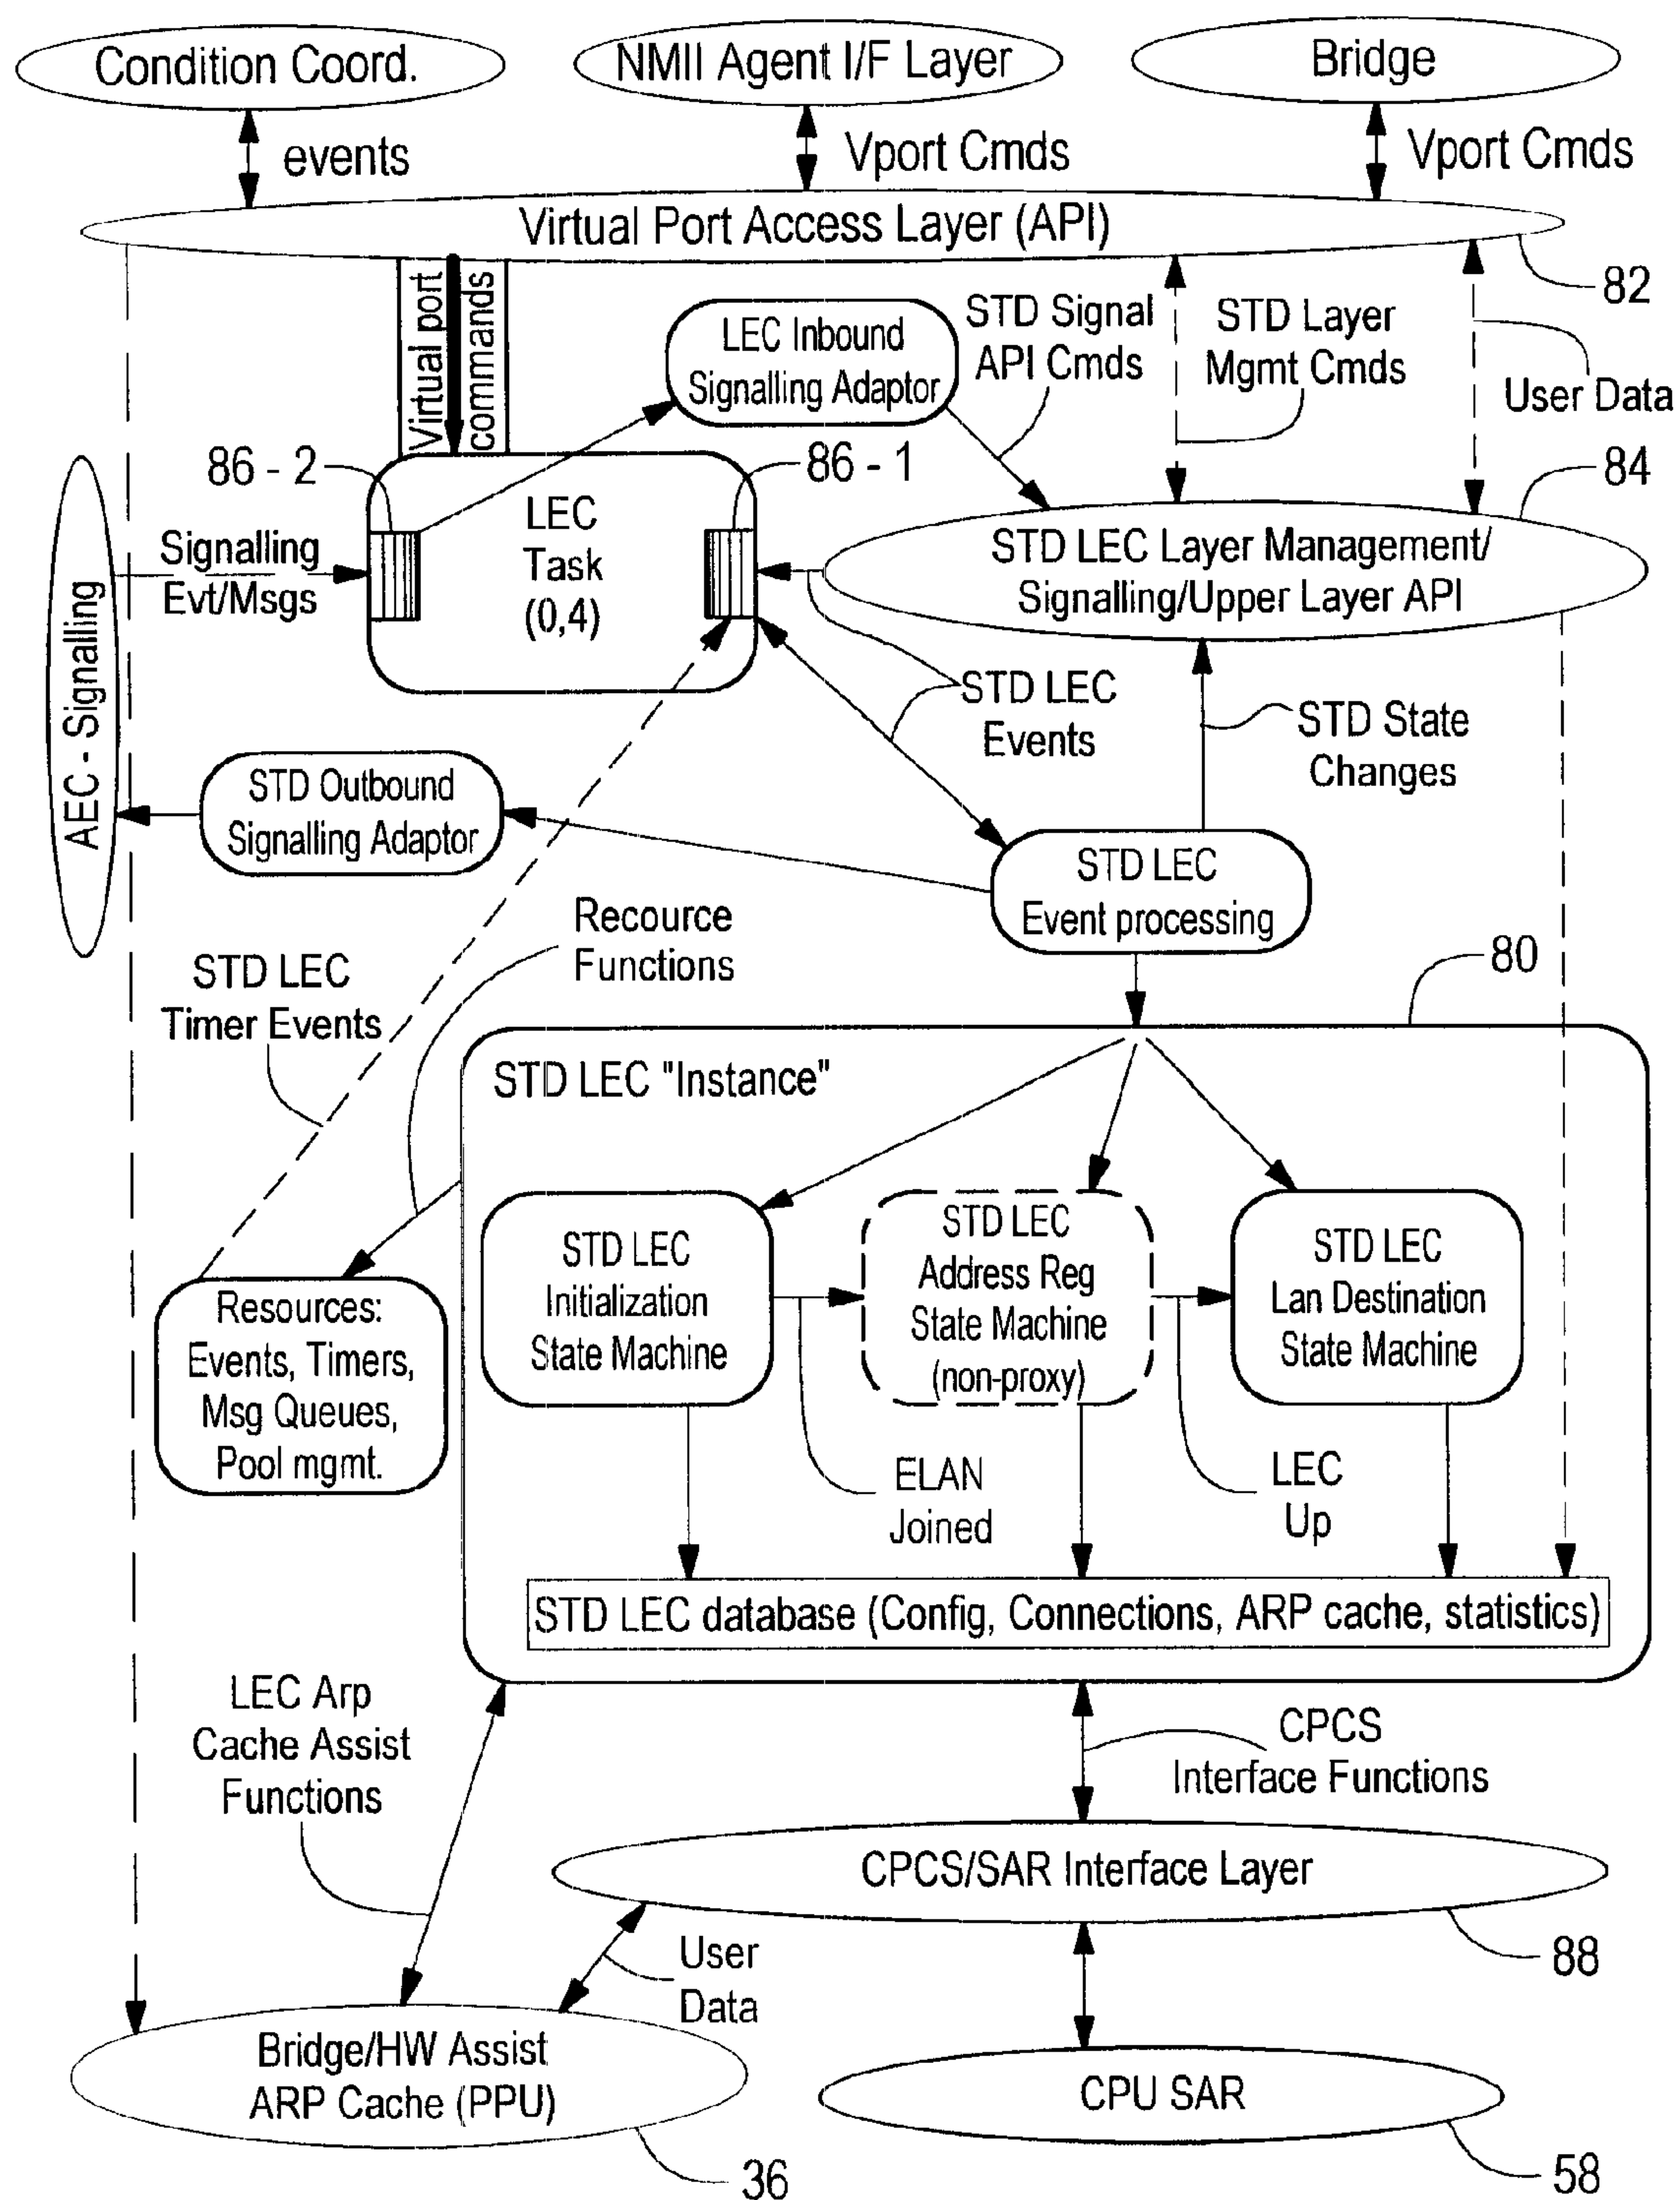 Condition Coord.
NMII Agent I/F Layer
Bridge
events
Vport Cmds
Vport Cmds
Virtual Port Access Layer (API)
82
Virtual port
commands
LEC Inbound
Signalling Adaptor
STD Signal
API Cmds
STD Layer
Mgmt Cmds
User Data
86 - 2
86 - 1
84
LEC
Task
(0,4)
Signalling
Evt/Msgs
AEC - Signalling
STD LEC Layer Management/
Signalling/Upper Layer API
STD LEC
Events
STD State
Changes
STD Outbound
Signalling Adaptor
STD LEC
Event processing
Recource
Functions
STD LEC
Timer Events
80
STD LEC "Instance"
STD LEC
Initialization
State Machine
STD LEC
Address Reg
State Machine
(non-proxy)
STD LEC
Lan Destination
State Machine
Resources:
Events, Timers,
Msg Queues,
Pool mgmt.
ELAN
Joined
LEC
Up
STD LEC database (Config, Connections, ARP cache, statistics)
LEC Arp
Cache Assist
Functions
CPCS
Interface Functions
CPCS/SAR Interface Layer
88
User
Data
Bridge/HW Assist
ARP Cache (PPU)
36
CPU SAR
58